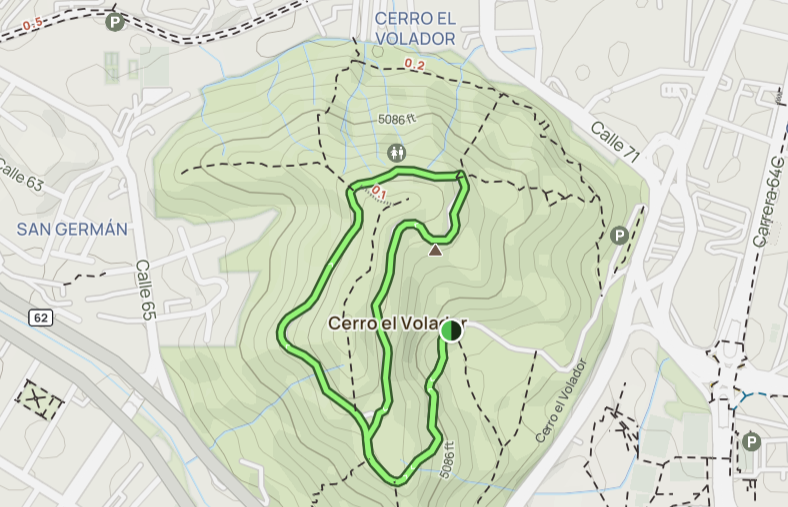 0.5
P
CERRO EL
VOLADOR
0.2
5086 ft
Calle 71
Calle 63
0.1
Carrera 64C
SAN GERMÁN
P
Calle 65
62
Cerro el Volador
Cerro el Volador
5086 ft
P